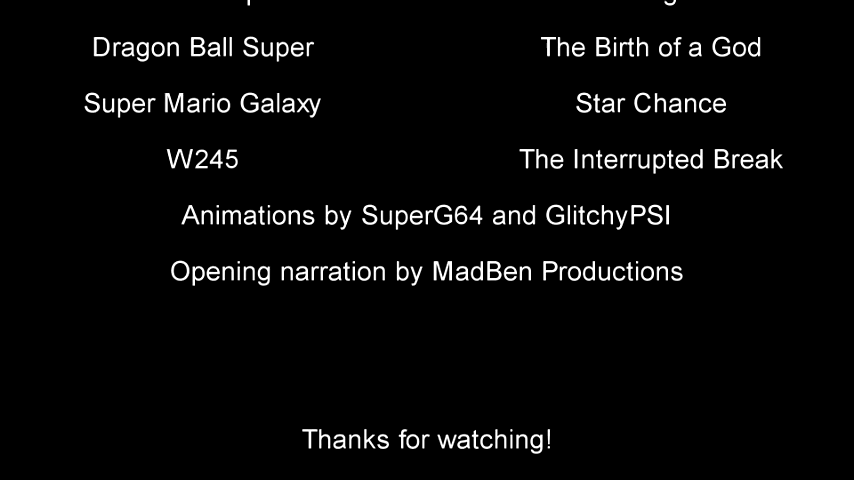 Dragon Ball Super The Birth of a God
Super Mario Galaxy Star Chance
W245 The Interrupted Break
Animations by SuperG64 and GlitchyPSI
Opening narration by MadBen Productions
Thanks for watching!